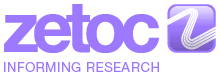 zetoc
INFORMING RESEARCH